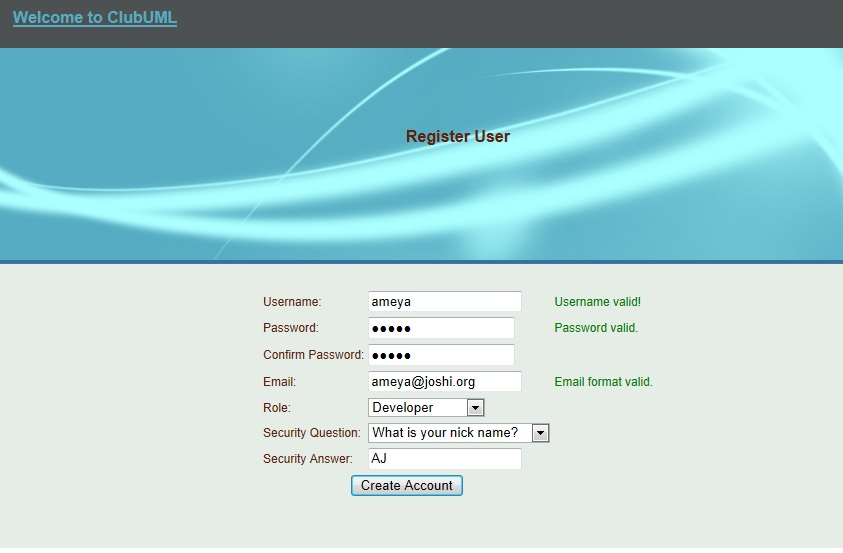 Welcome to ClubUML
Register User
Username: ameya Username valid!
Password: ●●●●● Password valid.
Confirm Password: ●●●●●
Email: ameya@joshi.org Email format valid.
Role: Developer
Security Question: What is your nick name?
Security Answer: AJ
Create Account